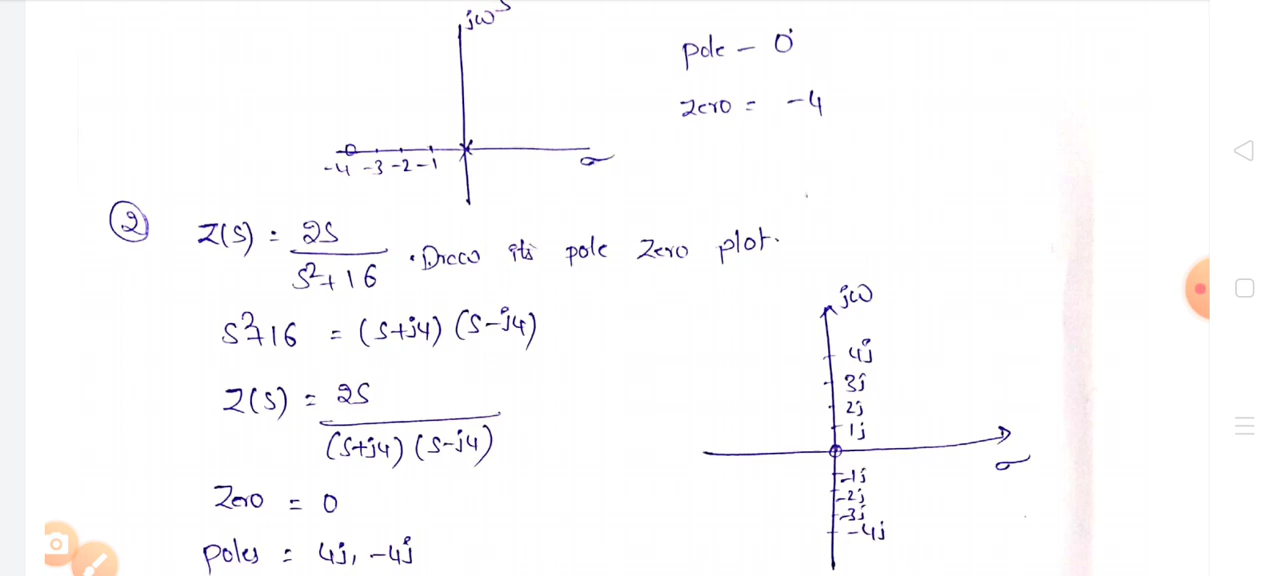 jω
pole - 0
zero = -4
-4 -3 -2 -1
σ
② Z(s) = 2s / s²+16 . Draw its pole zero plot.
s²+16 = (s+j4) (s-j4)
Z(s) = 2s / (s+j4) (s-j4)
Zero = 0
poles = 4j, -4j
jω
4j
3j
2j
1j
σ
-1j
-2j
-3j
-4j